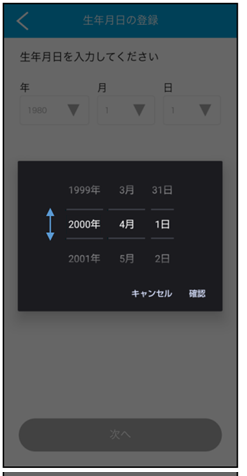 生年月日の登録
生年月日を入力してください
年 月 日
1980 1 1
1999年 3月 31日
2000年 4月 1日
2001年 5月 2日
キャンセル 確認
次へ